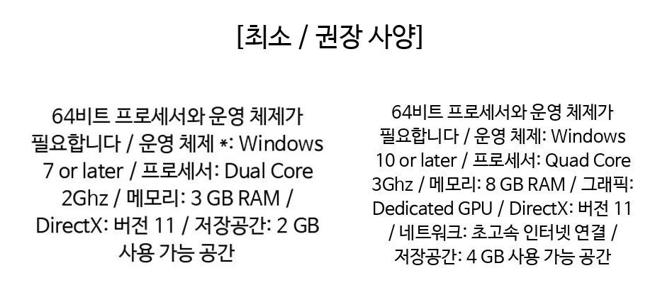 [최소 / 권장 사양]
64비트 프로세서와 운영 체제가
필요합니다 / 운영 체제 *: Windows
7 or later / 프로세서: Dual Core
2Ghz / 메모리: 3 GB RAM /
DirectX: 버전 11 / 저장공간: 2 GB
사용 가능 공간
64비트 프로세서와 운영 체제가
필요합니다 / 운영 체제: Windows
10 or later / 프로세서: Quad Core
3Ghz / 메모리: 8 GB RAM / 그래픽:
Dedicated GPU / DirectX: 버전 11
/ 네트워크: 초고속 인터넷 연결 /
저장공간: 4 GB 사용 가능 공간